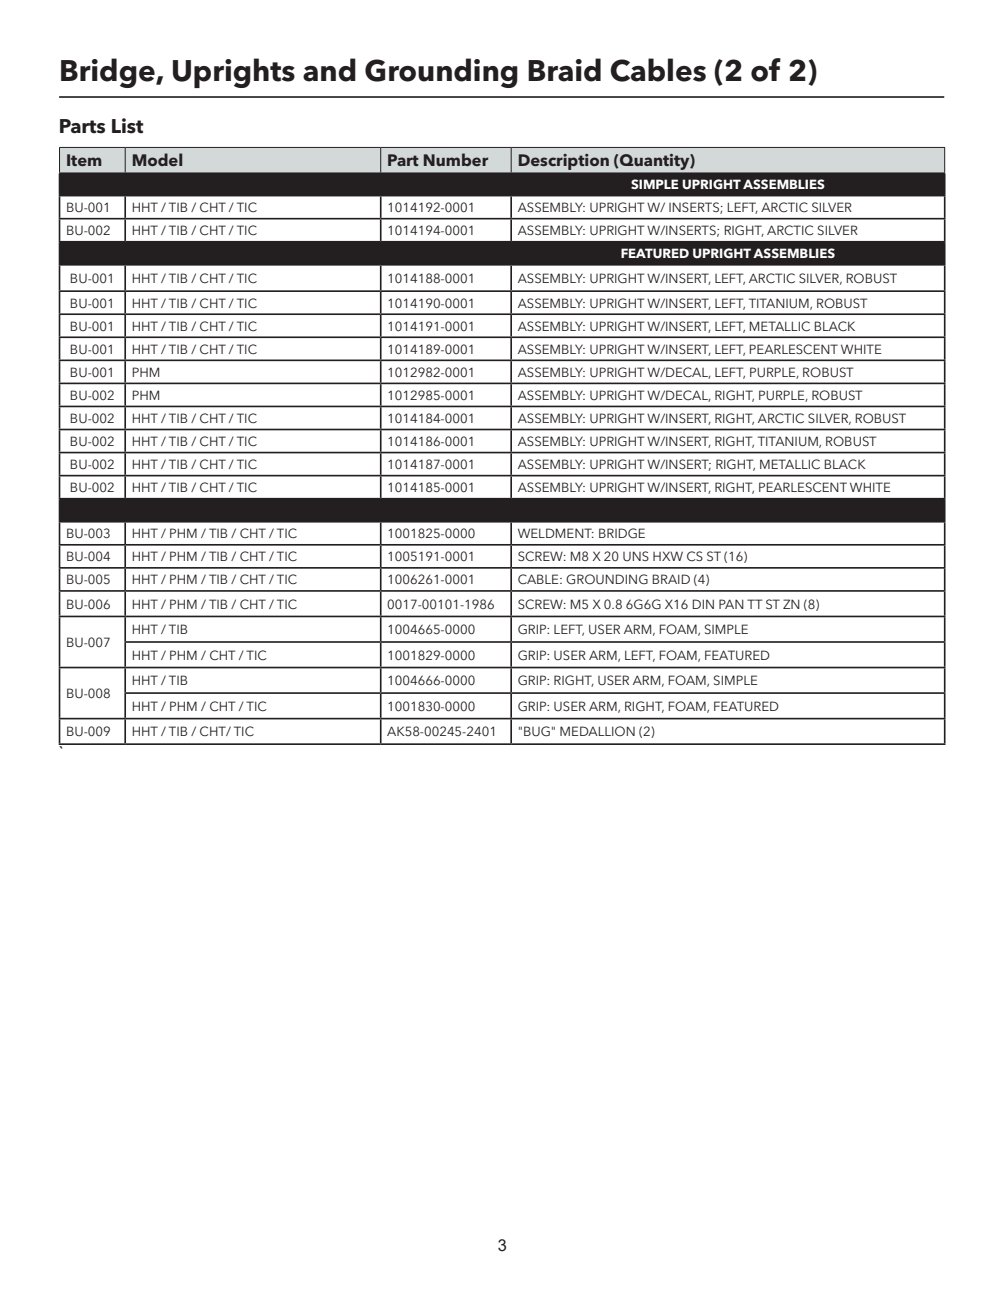 Bridge, Uprights and Grounding Braid Cables (2 of 2)
Parts List
Item Model Part Number Description (Quantity)
SIMPLE UPRIGHT ASSEMBLIES
BU-001 HHT / TIB / CHT / TIC 1014192-0001 ASSEMBLY: UPRIGHT W/ INSERTS; LEFT, ARCTIC SILVER
BU-002 HHT / TIB / CHT / TIC 1014194-0001 ASSEMBLY: UPRIGHT W/INSERTS; RIGHT, ARCTIC SILVER
FEATURED UPRIGHT ASSEMBLIES
BU-001 HHT / TIB / CHT / TIC 1014188-0001 ASSEMBLY: UPRIGHT W/INSERT, LEFT, ARCTIC SILVER, ROBUST
BU-001 HHT / TIB / CHT / TIC 1014190-0001 ASSEMBLY: UPRIGHT W/INSERT, LEFT, TITANIUM, ROBUST
BU-001 HHT / TIB / CHT / TIC 1014191-0001 ASSEMBLY: UPRIGHT W/INSERT, LEFT, METALLIC BLACK
BU-001 HHT / TIB / CHT / TIC 1014189-0001 ASSEMBLY: UPRIGHT W/INSERT, LEFT, PEARLESCENT WHITE
BU-001 PHM 1012982-0001 ASSEMBLY: UPRIGHT W/DECAL, LEFT, PURPLE, ROBUST
BU-002 PHM 1012985-0001 ASSEMBLY: UPRIGHT W/DECAL, RIGHT, PURPLE, ROBUST
BU-002 HHT / TIB / CHT / TIC 1014184-0001 ASSEMBLY: UPRIGHT W/INSERT, RIGHT, ARCTIC SILVER, ROBUST
BU-002 HHT / TIB / CHT / TIC 1014186-0001 ASSEMBLY: UPRIGHT W/INSERT, RIGHT, TITANIUM, ROBUST
BU-002 HHT / TIB / CHT / TIC 1014187-0001 ASSEMBLY: UPRIGHT W/INSERT; RIGHT, METALLIC BLACK
BU-002 HHT / TIB / CHT / TIC 1014185-0001 ASSEMBLY: UPRIGHT W/INSERT, RIGHT, PEARLESCENT WHITE
BU-003 HHT / PHM / TIB / CHT / TIC 1001825-0000 WELDMENT: BRIDGE
BU-004 HHT / PHM / TIB / CHT / TIC 1005191-0001 SCREW: M8 X 20 UNS HXW CS ST (16)
BU-005 HHT / PHM / TIB / CHT / TIC 1006261-0001 CABLE: GROUNDING BRAID (4)
BU-006 HHT / PHM / TIB / CHT / TIC 0017-00101-1986 SCREW: M5 X 0.8 6G6G X16 DIN PAN TT ST ZN (8)
BU-007 HHT / TIB 1004665-0000 GRIP: LEFT, USER ARM, FOAM, SIMPLE
HHT / PHM / CHT / TIC 1001829-0000 GRIP: USER ARM, LEFT, FOAM, FEATURED
BU-008 HHT / TIB 1004666-0000 GRIP: RIGHT, USER ARM, FOAM, SIMPLE
HHT / PHM / CHT / TIC 1001830-0000 GRIP: USER ARM, RIGHT, FOAM, FEATURED
BU-009 HHT / TIB / CHT/ TIC AK58-00245-2401 "BUG" MEDALLION (2)
`
3